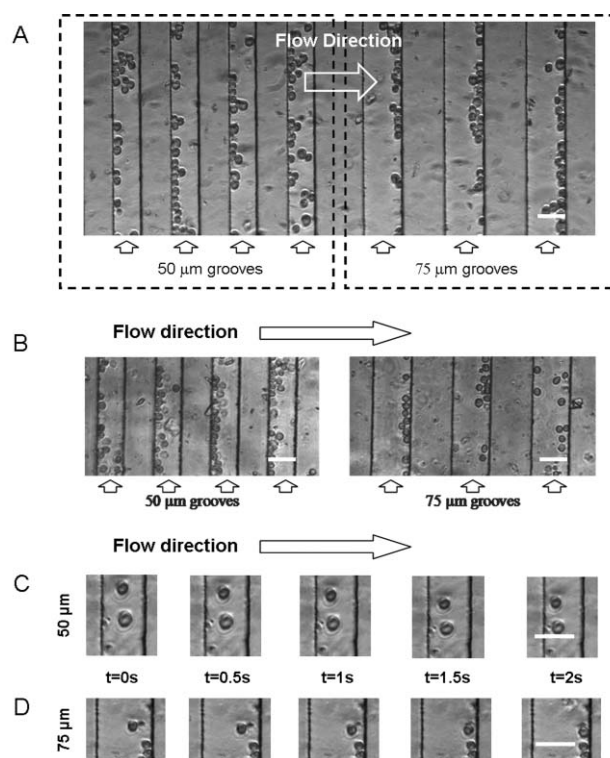 A
Flow Direction
50 μm grooves
75 μm grooves
Flow direction
B
50 μm grooves
75 μm grooves
Flow direction
C
50 μm
t=0s
t=0.5s
t=1s
t=1.5s
t=2s
D
75 μm